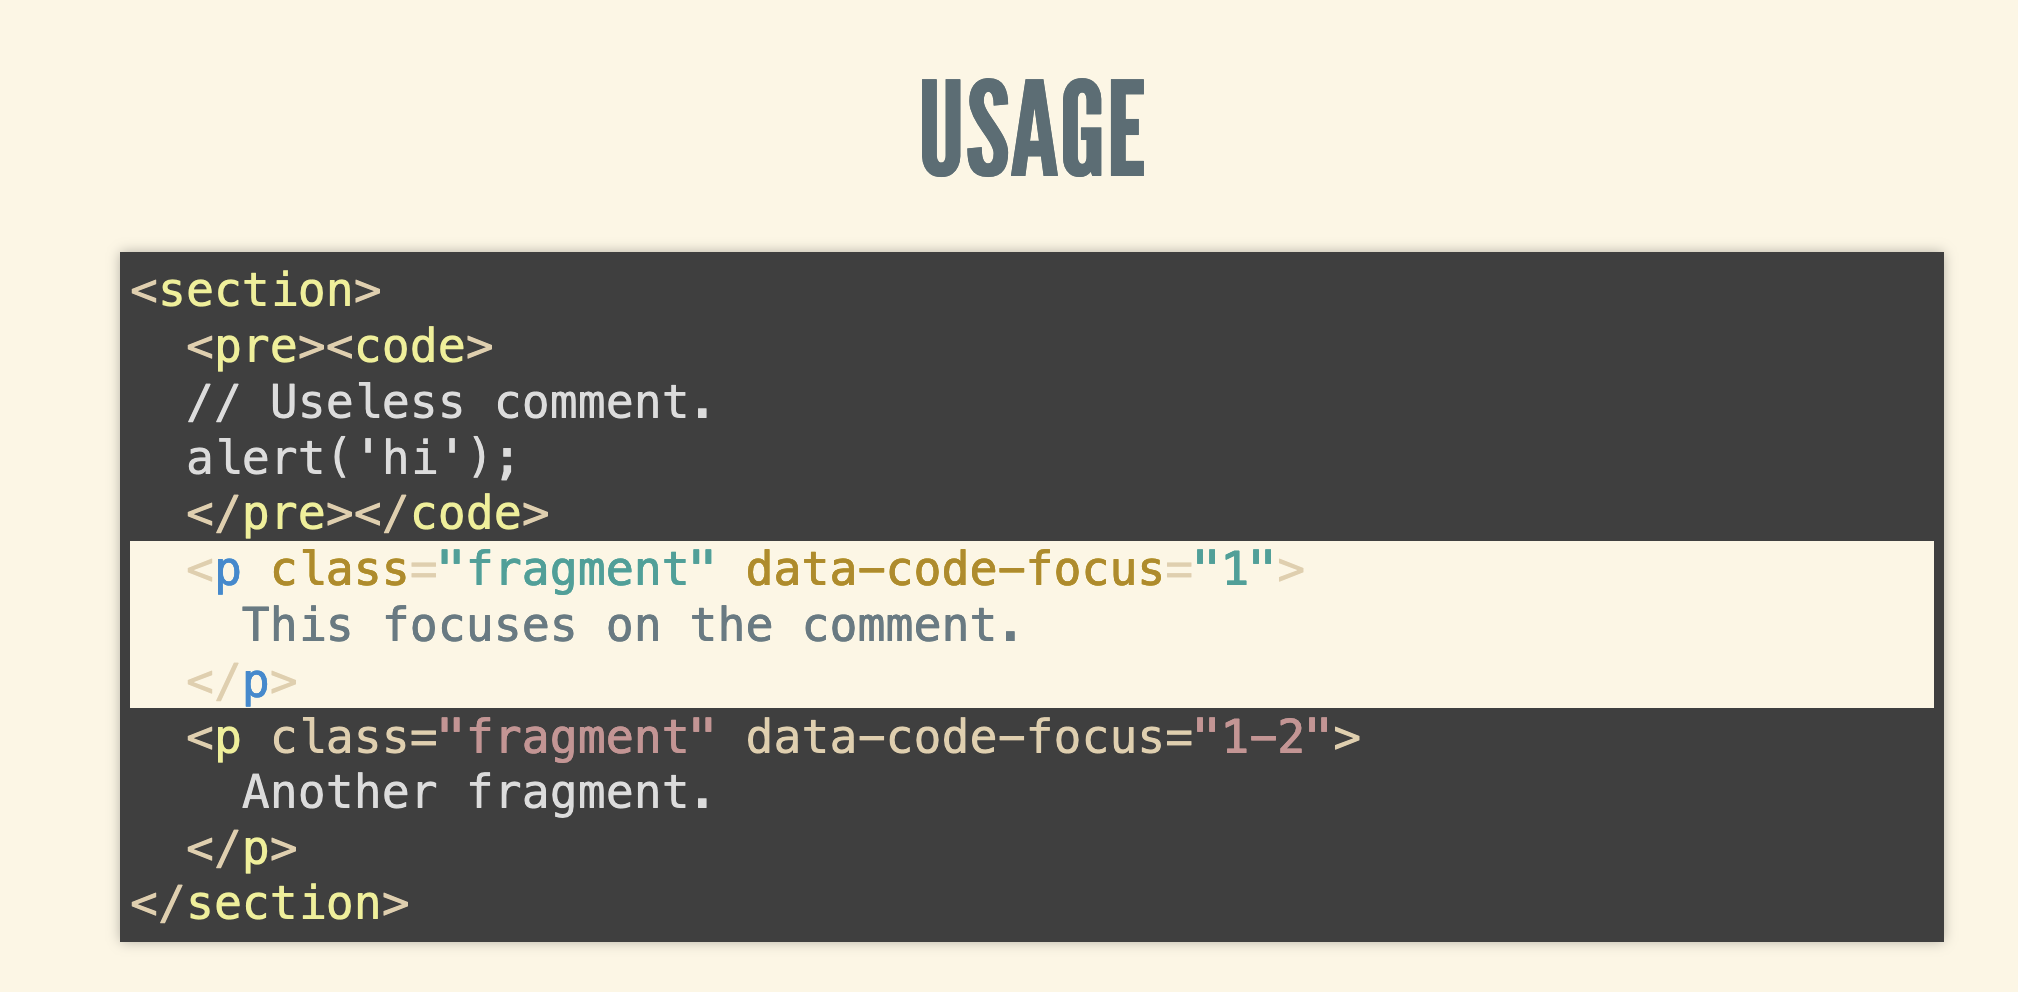 USAGE
<section>
  <pre><code>
  // Useless comment.
  alert('hi');
  </pre></code>
  <p class="fragment" data-code-focus="1">
    This focuses on the comment.
  </p>
  <p class="fragment" data-code-focus="1-2">
    Another fragment.
  </p>
</section>